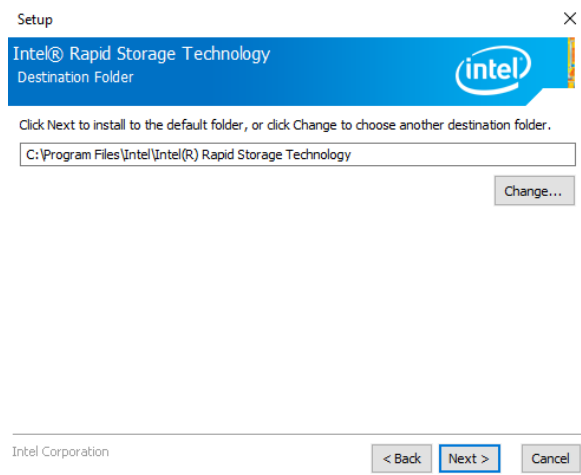 Setup
Intel® Rapid Storage Technology
Destination Folder
intel
Click Next to install to the default folder, or click Change to choose another destination folder.
C:\Program Files\Intel\Intel(R) Rapid Storage Technology
Change...
Intel Corporation
< Back
Next >
Cancel